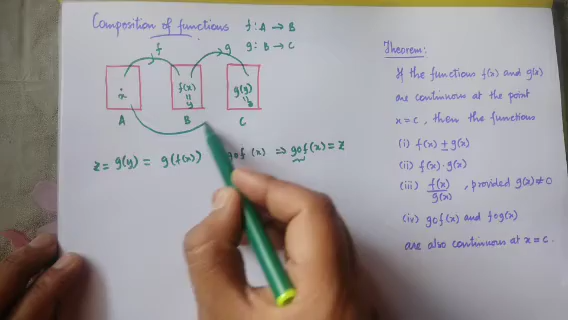 Composition of functions
f: A → B
g: B → C
f
g
x
f(x)
=
y
g(y)
=
z
A
B
C
z = g(y) = g(f(x))
gof (x) ⇒ gof(x) = z
Theorem:
If the functions f(x) and g(x)
are continuous at the point
x = c, then the functions
(i) f(x) ± g(x)
(ii) f(x) · g(x)
(iii) f(x)/g(x), provided g(x) ≠ 0
(iv) gof(x) and fog(x)
are also continuous at x = c.